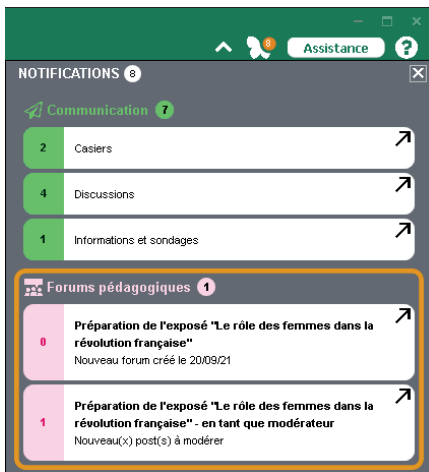 8
Assistance
?
NOTIFICATIONS 8
Communication 7
2 Casiers
4 Discussions
1 Informations et sondages
Forums pédagogiques 1
Préparation de l'exposé "Le rôle des femmes dans la
0 révolution française"
Nouveau forum créé le 20/09/21
Préparation de l'exposé "Le rôle des femmes dans la
1 révolution française" - en tant que modérateur
Nouveau(x) post(s) à modérer